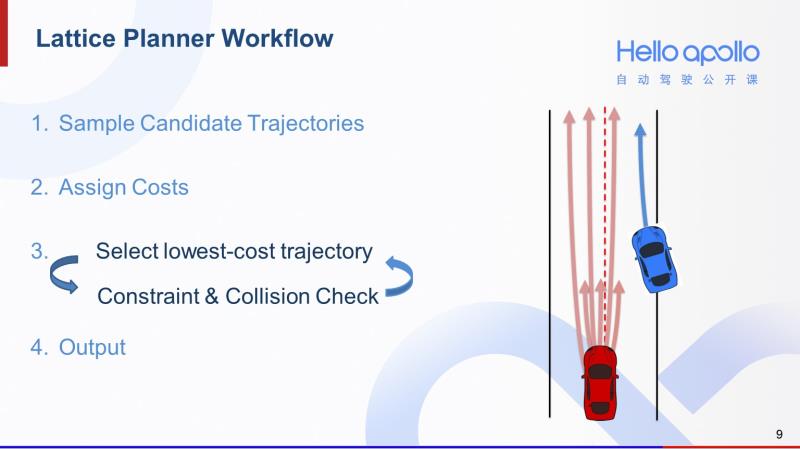 Lattice Planner Workflow
Hello apollo
自动驾驶公开课
1. Sample Candidate Trajectories
2. Assign Costs
3. Select lowest-cost trajectory
Constraint & Collision Check
4. Output
9